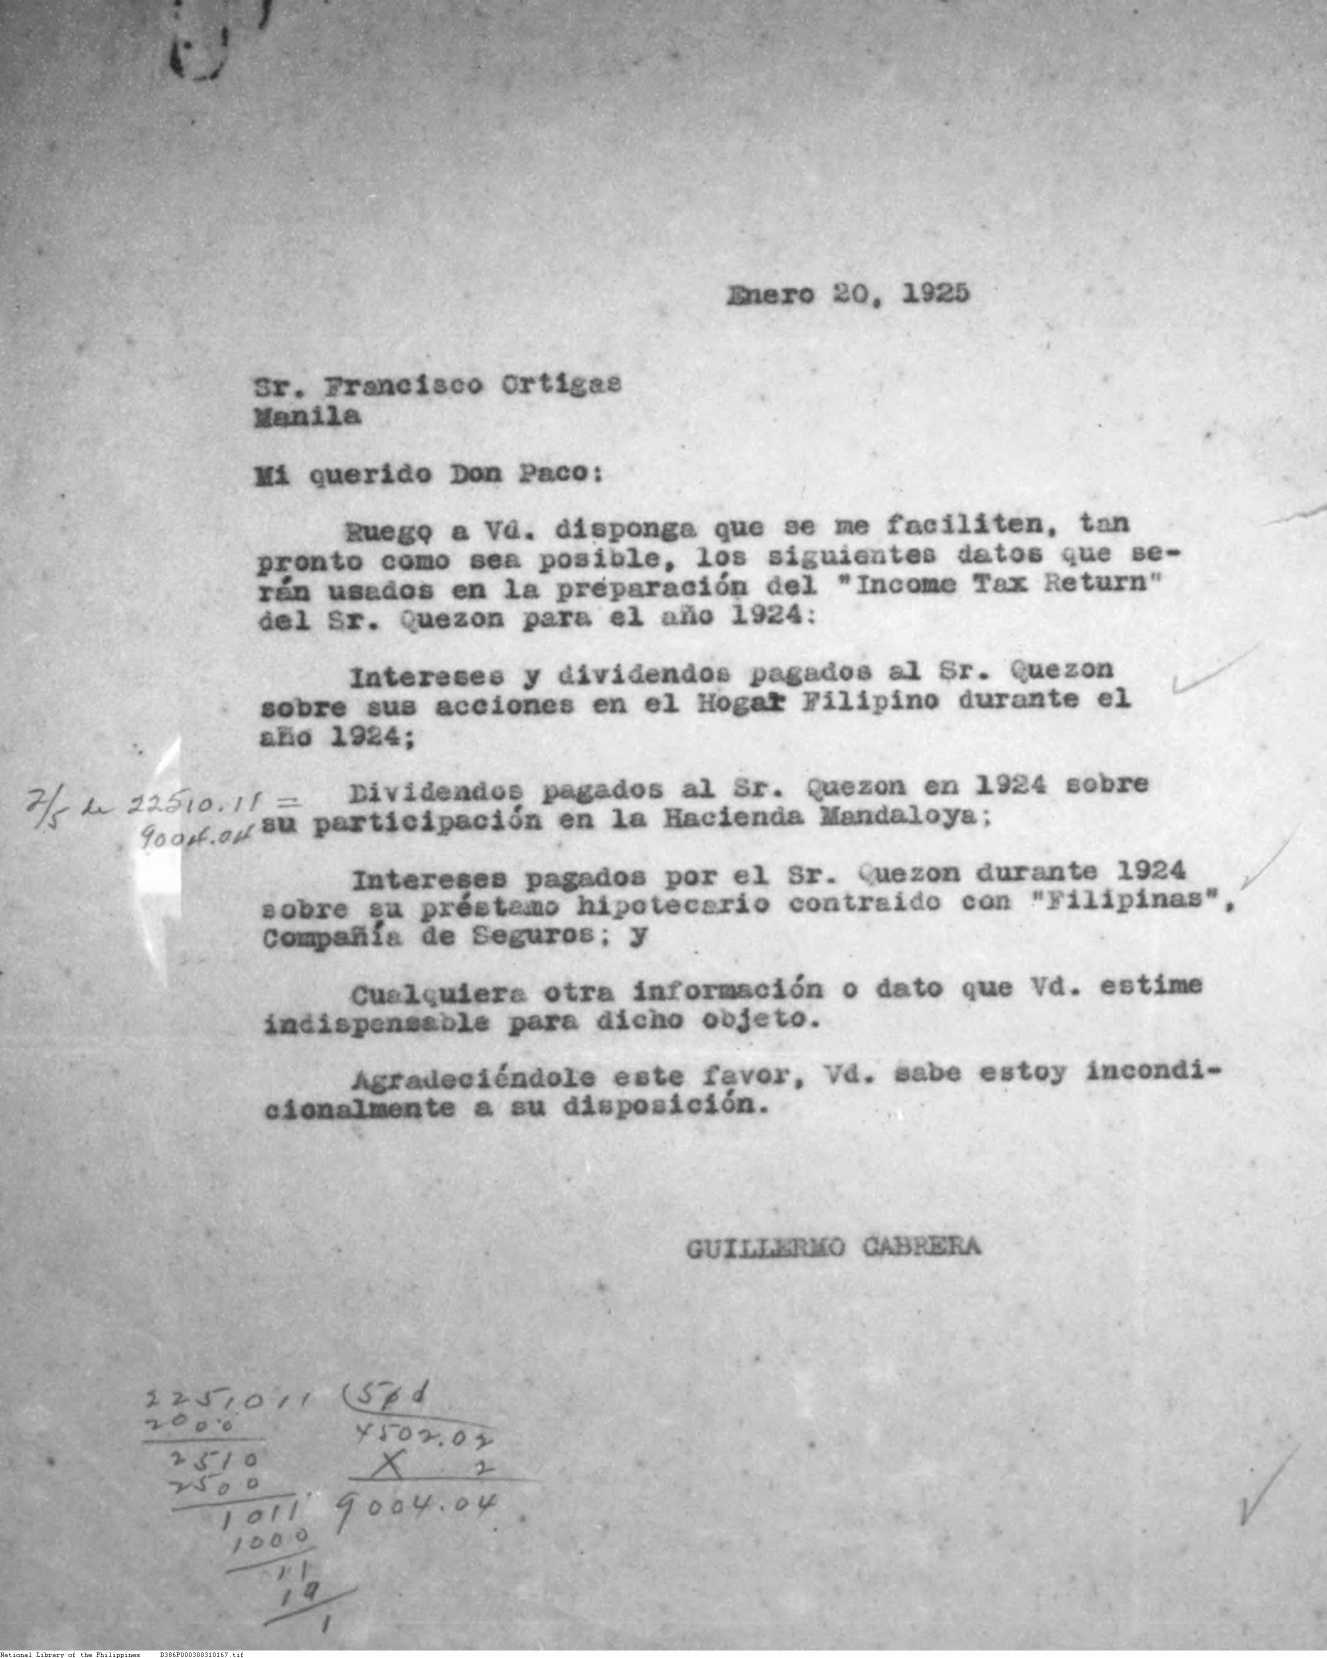 Enero 20, 1925
Sr. Francisco Ortigas
Manila
Mi querido Don Paco:
Ruego a Vd. disponga que se me faciliten, tan
pronto como sea posible, los siguientes datos que se-
rán usados en la preparación del "Income Tax Return"
del Sr. Quezon para el año 1924:
Intereses y dividendos pagados al Sr. Quezon
sobre sus acciones en el Hogar Filipino durante el
año 1924;
2/5 de 22510.11 =
9004.04
Dividendos pagados al Sr. Quezon en 1924 sobre
su participación en la Hacienda Mandaloya;
Intereses pagados por el Sr. Quezon durante 1924
sobre su préstamo hipotecario contraido con "Filipinas",
Compañía de Seguros; y
Cualquiera otra información o dato que Vd. estime
indispensable para dicho objeto.
Agradeciéndole este favor, Vd. sabe estoy incondi-
cionalmente a su disposición.
GUILLERMO CABRERA
2251011
2000
4502.02
2510
X 2
2500
1011
9004.04
1000
11
10
1
National Library of the Philippines B386P000388310167.tif